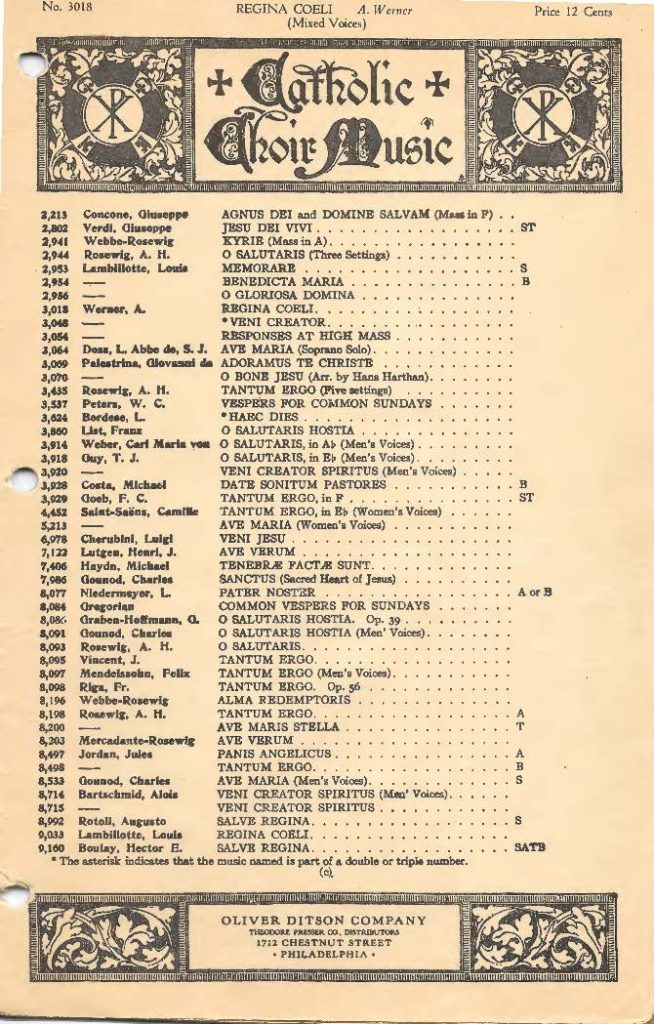 No. 3018 REGINA COELI A. Werner Price 12 Cents
(Mixed Voices)
Catholic
Choir Music
2,213 Concone, Giuseppe AGNUS DEI and DOMINE SALVAM (Mass in F) . .
2,802 Verdi, Giuseppe JESU DEI VIVI ST
2,941 Webbe-Rosewig KYRIE (Mass in A)
2,944 Rosewig, A. H. O SALUTARIS (Three Settings)
2,953 Lambillotte, Louis MEMORARE S
2,954 — BENEDICTA MARIA B
2,956 — O GLORIOSA DOMINA
3,018 Werner, A. REGINA COELI
3,048 — *VENI CREATOR
3,054 — RESPONSES AT HIGH MASS
3,064 Doss, L. Abbe de, S. J. AVE MARIA (Soprano Solo)
3,069 Palestrina, Giovanni da ADORAMUS TE CHRISTE
3,070 — O BONE JESU (Arr. by Hans Harthan)
3,435 Rosewig, A. H. TANTUM ERGO (Five settings)
3,537 Peters, W. C. VESPERS FOR COMMON SUNDAYS
3,624 Bordese, L. *HAEC DIES
3,860 List, Franz O SALUTARIS HOSTIA
3,914 Weber, Carl Maria von O SALUTARIS, in A♭ (Men's Voices)
3,918 Guy, T. J. O SALUTARIS, in E♭ (Men's Voices)
3,920 — VENI CREATOR SPIRITUS (Men's Voices)
3,928 Costa, Michael DATE SONITUM PASTORES B
3,929 Goeb, F. C. TANTUM ERGO, in F ST
4,452 Saint-Saëns, Camille TANTUM ERGO, in E♭ (Women's Voices)
5,213 — AVE MARIA (Women's Voices)
6,978 Cherubini, Luigi VENI JESU
7,122 Lutgen, Henri, J. AVE VERUM
7,406 Haydn, Michael TENEBRÆ FACTÆ SUNT
7,986 Gounod, Charles SANCTUS (Sacred Heart of Jesus)
8,077 Niedermeyer, L. PATER NOSTER A or B
8,084 Gregorian COMMON VESPERS FOR SUNDAYS
8,086 Graben-Hoffmann, G. O SALUTARIS HOSTIA. Op. 39
8,091 Gounod, Charles O SALUTARIS HOSTIA (Men' Voices)
8,093 Rosewig, A. H. O SALUTARIS
8,095 Vincent, J. TANTUM ERGO
8,097 Mendelssohn, Felix TANTUM ERGO (Men's Voices)
8,098 Riga, Fr. TANTUM ERGO. Op. 56
8,196 Webbe-Rosewig ALMA REDEMPTORIS
8,198 Rosewig, A. H. TANTUM ERGO A
8,200 — AVE MARIS STELLA T
8,203 Mercadante-Rosewig AVE VERUM
8,497 Jordan, Jules PANIS ANGELICUS A
8,498 — TANTUM ERGO B
8,533 Gounod, Charles AVE MARIA (Men's Voices) S
8,714 Bartschmid, Alois VENI CREATOR SPIRITUS (Men' Voices)
8,715 — VENI CREATOR SPIRITUS
8,992 Rotoli, Augusto SALVE REGINA S
9,033 Lambillotte, Louis REGINA COELI
9,160 Boulay, Hector E. SALVE REGINA SATB
* The asterisk indicates that the music named is part of a double or triple number.
(c)
OLIVER DITSON COMPANY
THEODORE PRESSER CO., DISTRIBUTORS
1712 CHESTNUT STREET
• PHILADELPHIA •